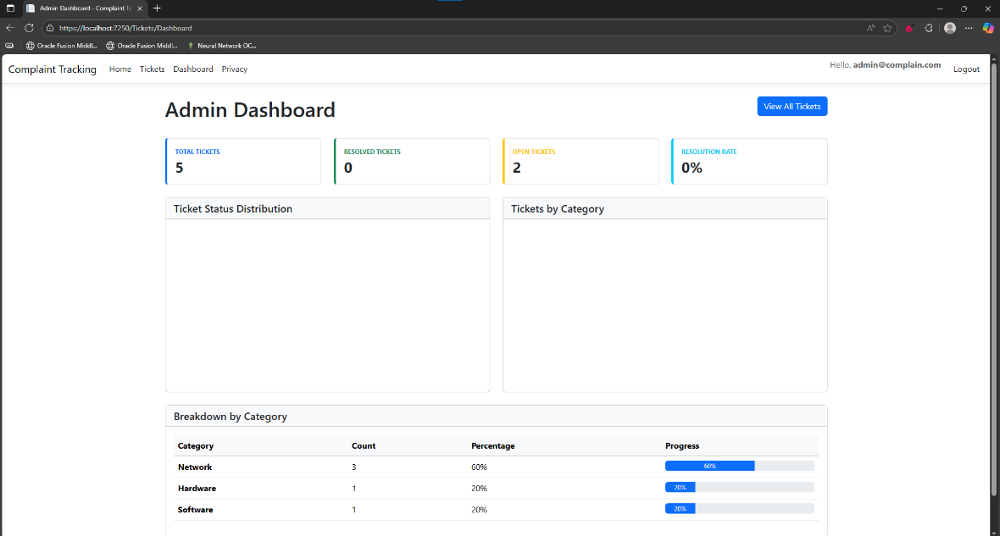 Admin Dashboard - Complaint Tr
https://localhost:7250/Tickets/Dashboard
Oracle Fusion Middl... Oracle Fusion Middl... Neural Network OC...
Complaint Tracking Home Tickets Dashboard Privacy Hello, admin@complain.com Logout
Admin Dashboard View All Tickets
TOTAL TICKETS RESOLVED TICKETS OPEN TICKETS RESOLUTION RATE
5 0 2 0%
Ticket Status Distribution Tickets by Category
Breakdown by Category
Category Count Percentage Progress
Network 3 60% 60%
Hardware 1 20% 20%
Software 1 20% 20%